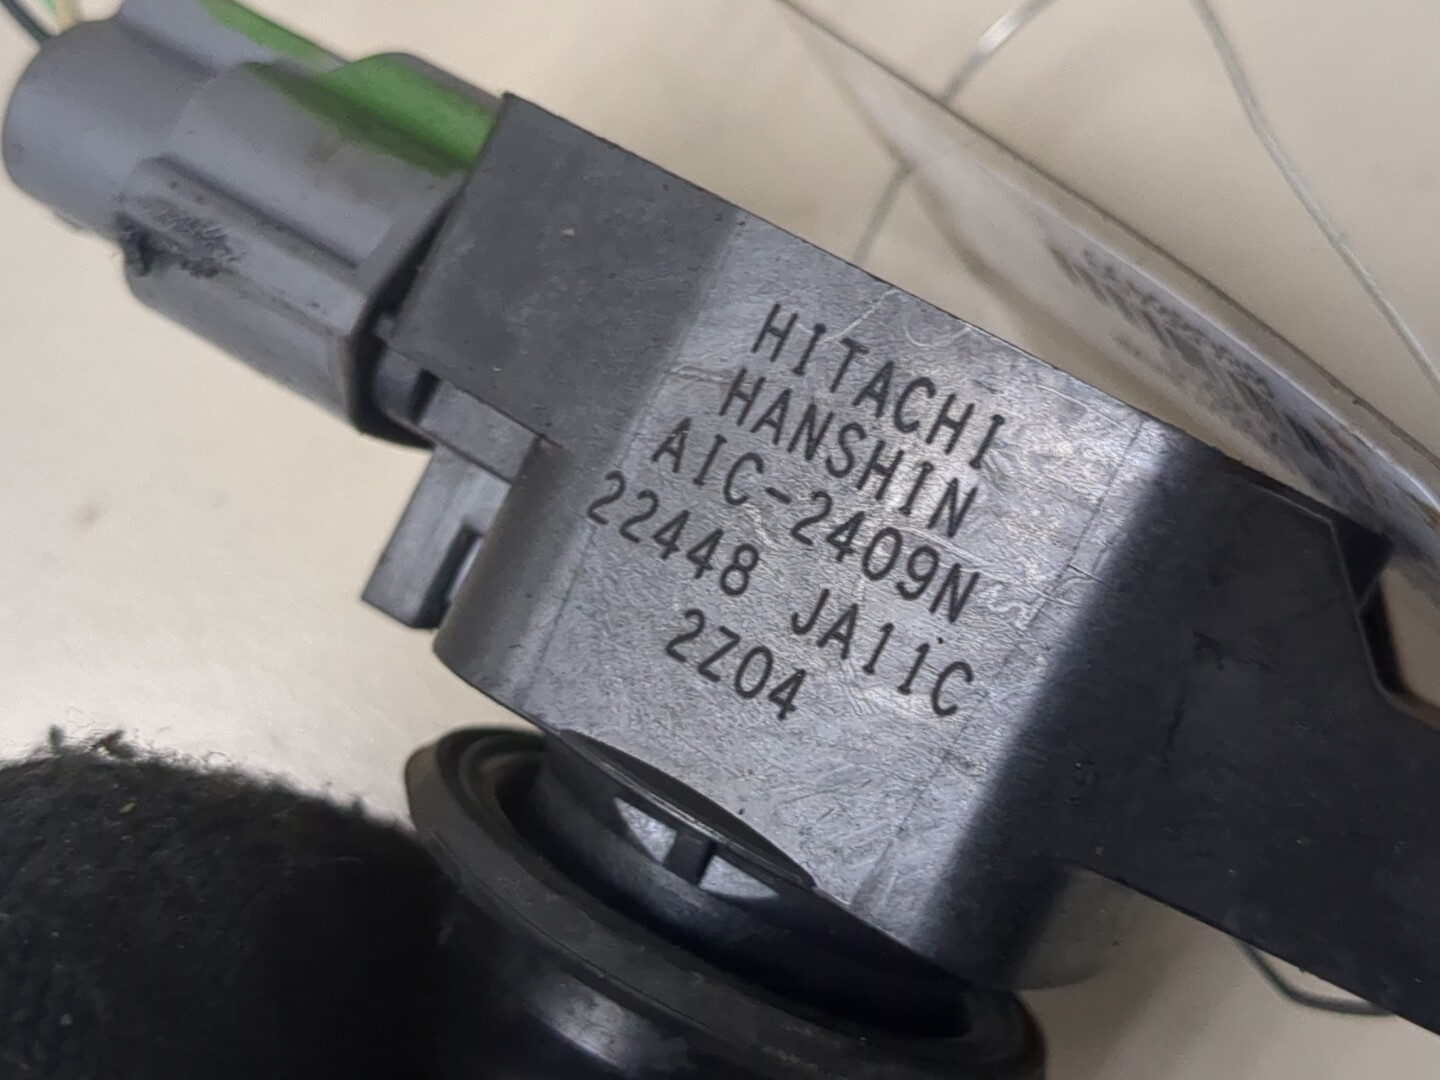 HITACHI
HANSHIN
AIC-2409N
22448 JA11C
2Z04